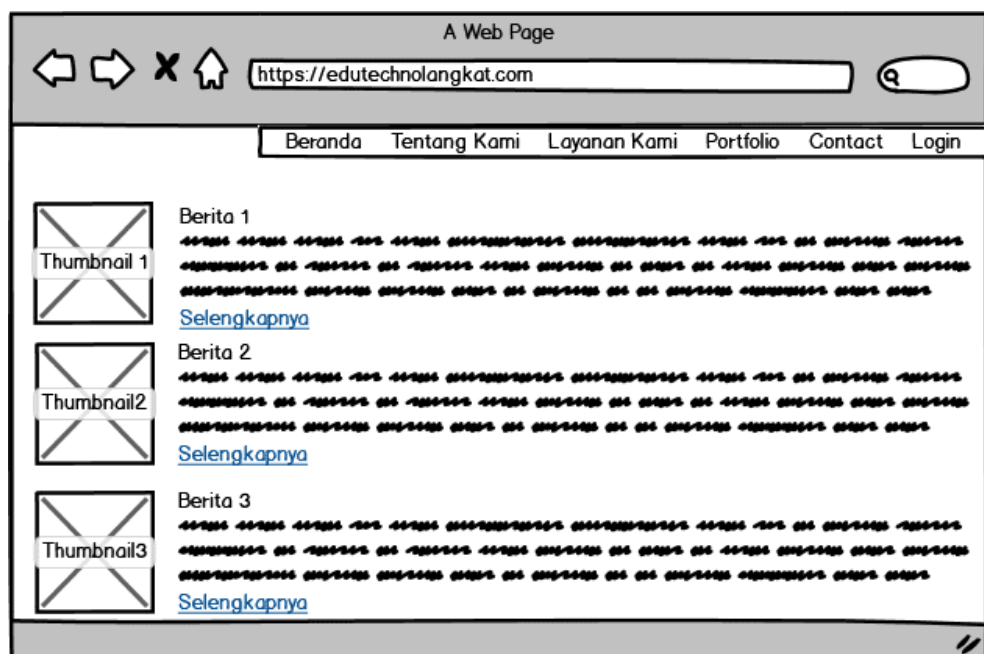 A Web Page
https://edutechnolangkat.com
Beranda Tentang Kami Layanan Kami Portfolio Contact Login
Thumbnail 1
Berita 1
Selengkapnya
Thumbnail2
Berita 2
Selengkapnya
Thumbnail3
Berita 3
Selengkapnya